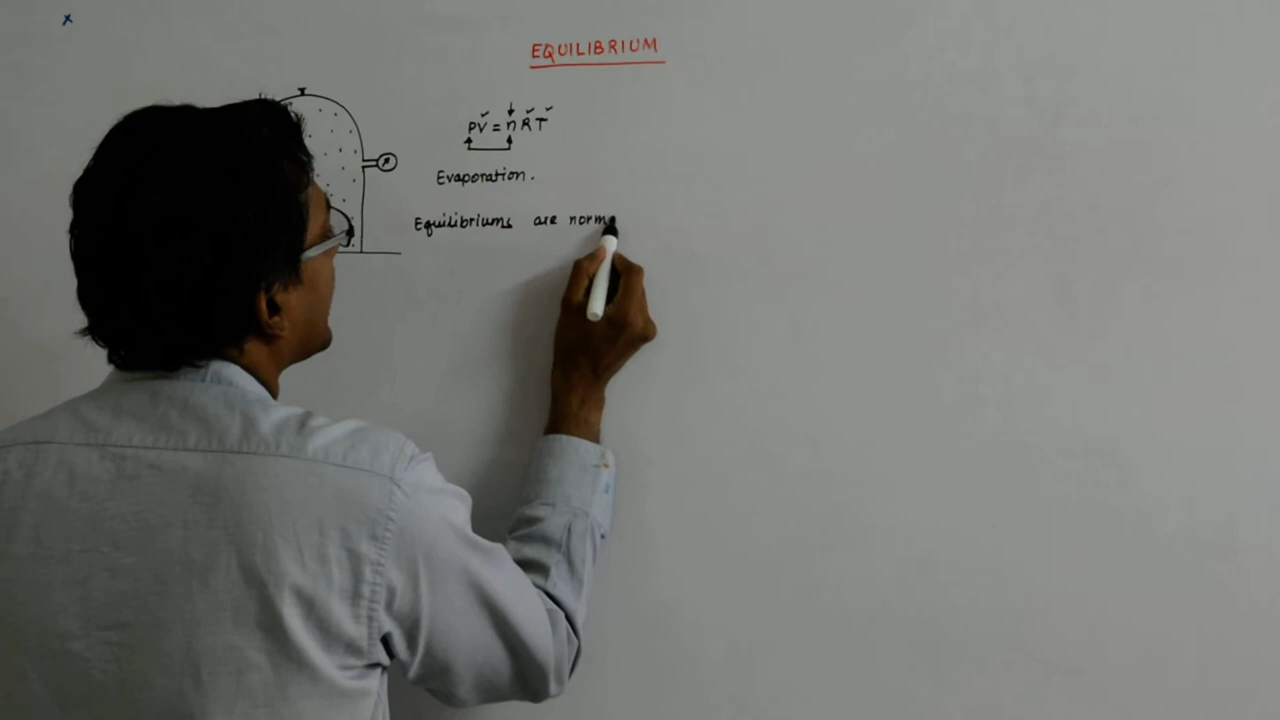 EQUILIBRIUM
PV = nRT
Evaporation.
Equilibriums are norm